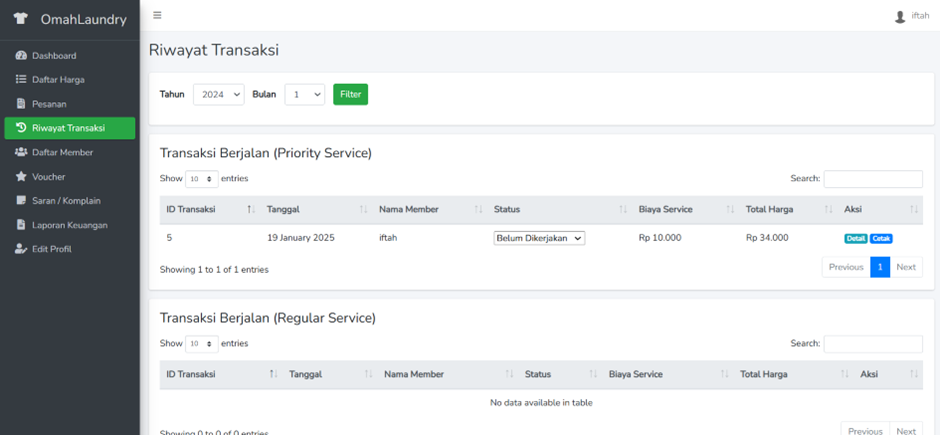 OmahLaundry
iftah
Dashboard
Daftar Harga
Pesanan
Riwayat Transaksi
Daftar Member
Voucher
Saran / Komplain
Laporan Keuangan
Edit Profil
Riwayat Transaksi
Tahun 2024 Bulan 1 Filter
Transaksi Berjalan (Priority Service)
Show 10 entries Search:
ID Transaksi Tanggal Nama Member Status Biaya Service Total Harga Aksi
5 19 January 2025 iftah Belum Dikerjakan Rp 10.000 Rp 34.000 Detail Cetak
Showing 1 to 1 of 1 entries
Previous 1 Next
Transaksi Berjalan (Regular Service)
Show 10 entries Search:
ID Transaksi Tanggal Nama Member Status Biaya Service Total Harga Aksi
No data available in table
Showing 0 to 0 of 0 entries
Previous Next